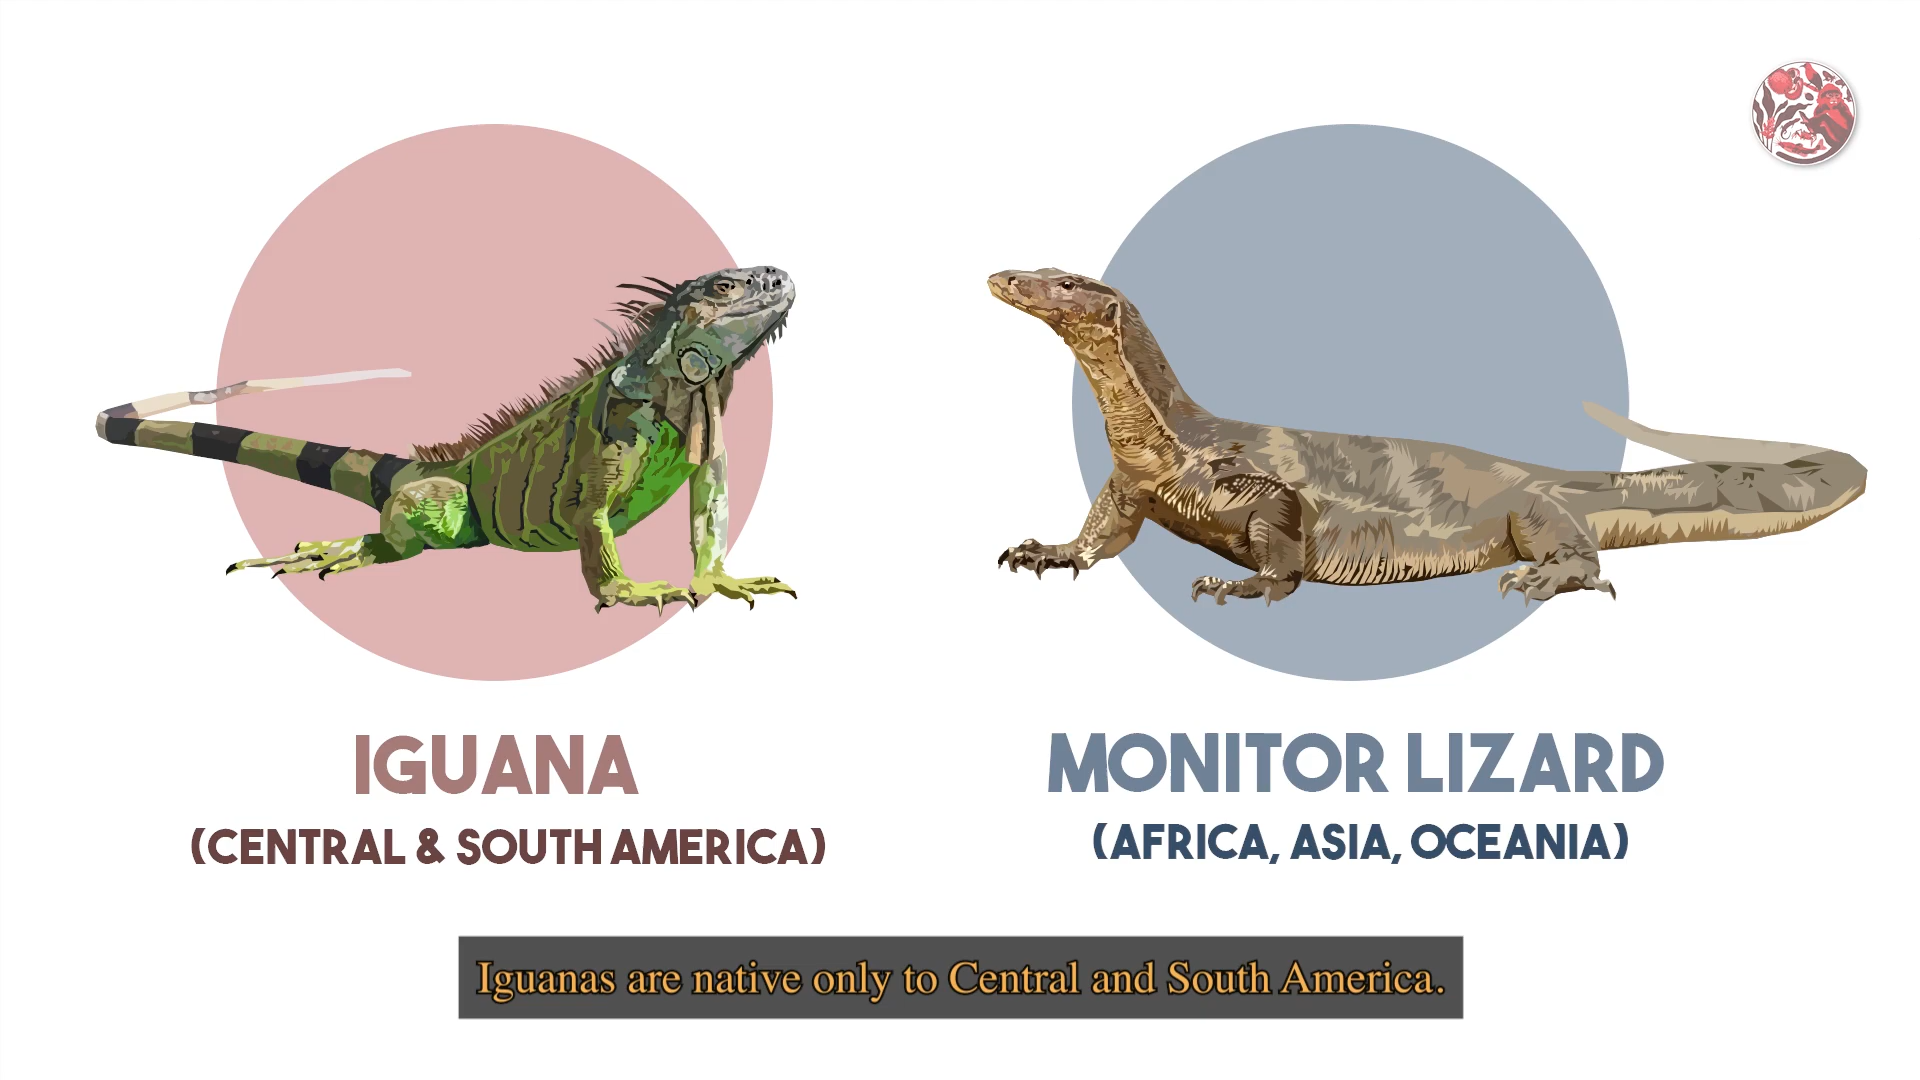 IGUANA
(CENTRAL & SOUTH AMERICA)
MONITOR LIZARD
(AFRICA, ASIA, OCEANIA)
Iguanas are native only to Central and South America.